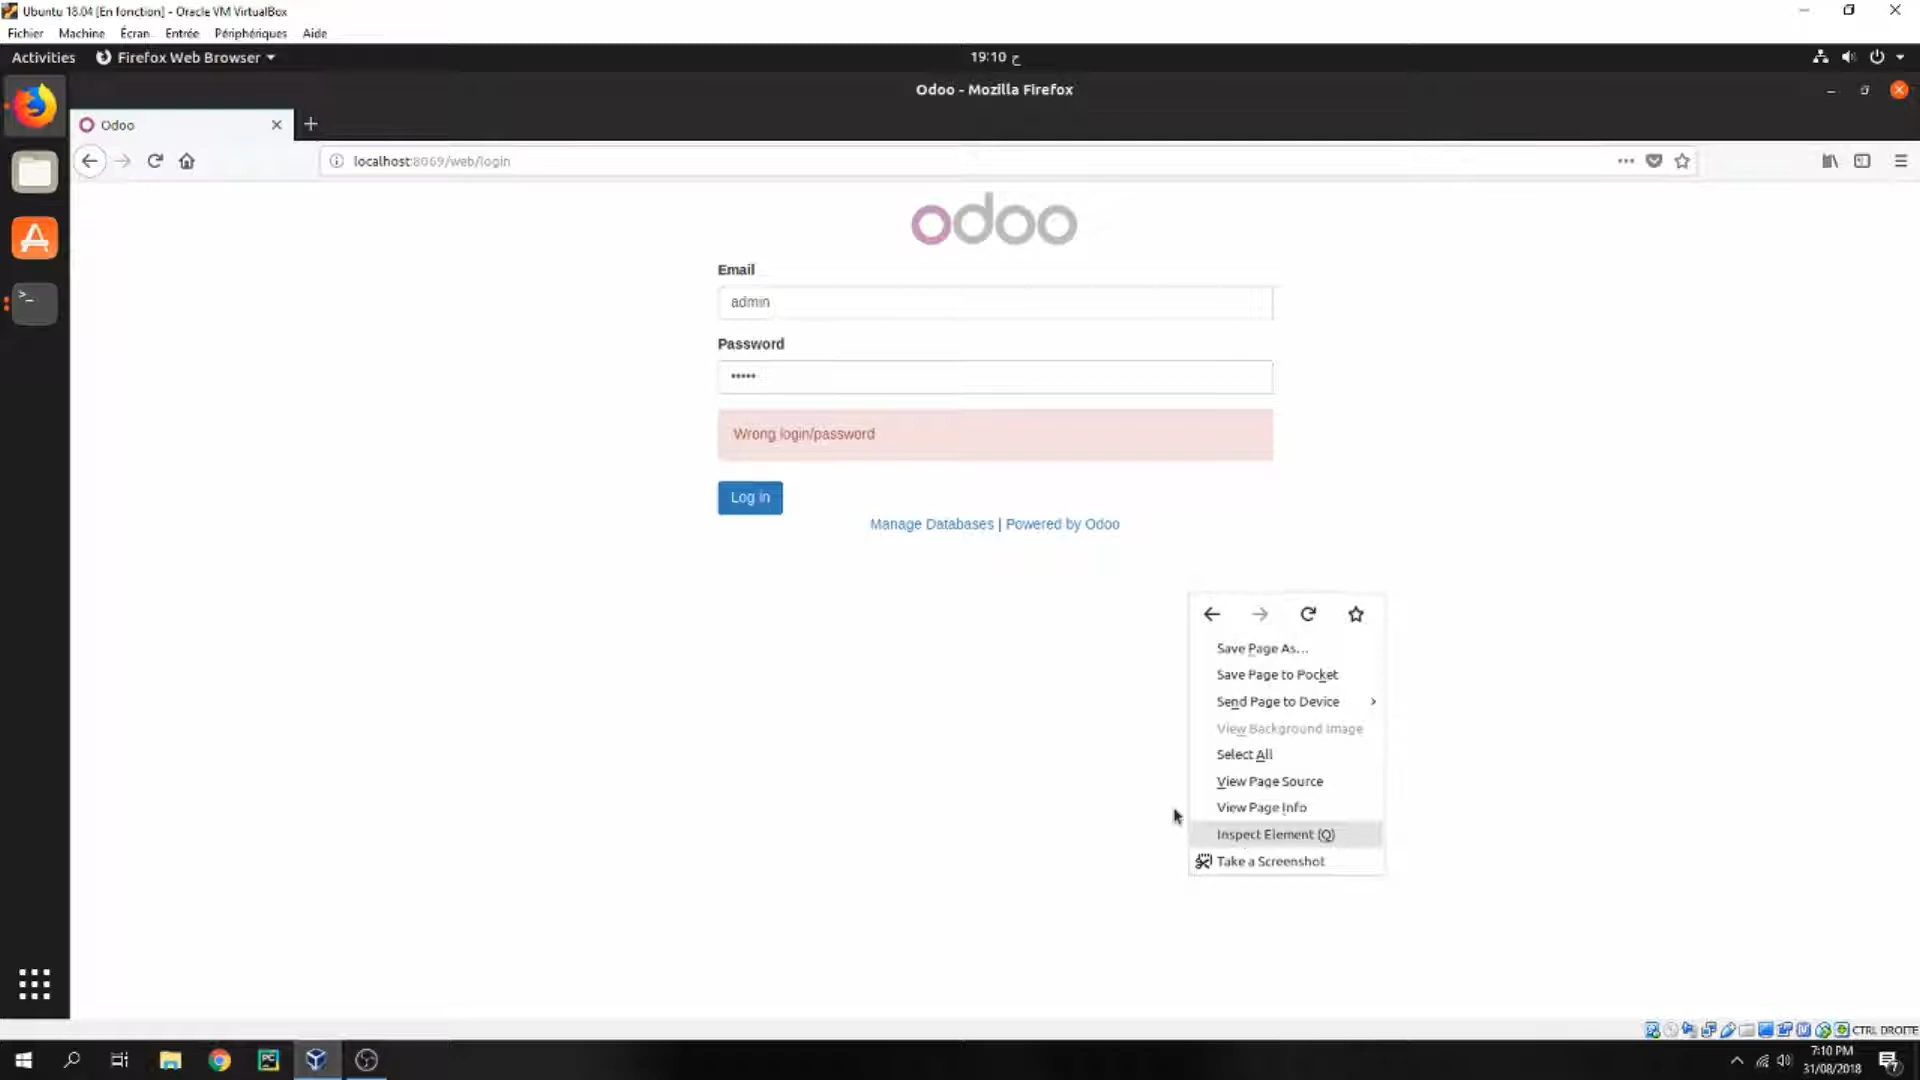 Ubuntu 18.04 [En fonction] - Oracle VM VirtualBox
Fichier Machine Écran Entrée Périphériques Aide
Activities Firefox Web Browser 19:10 ج
Odoo - Mozilla Firefox
Odoo
localhost:8069/web/login
odoo
Email
admin
Password
•••••
Wrong login/password
Log in
Manage Databases | Powered by Odoo
Save Page As...
Save Page to Pocket
Send Page to Device
View Background Image
Select All
View Page Source
View Page Info
Inspect Element (Q)
Take a Screenshot
CTRL DROITE
7:10 PM
31/08/2018